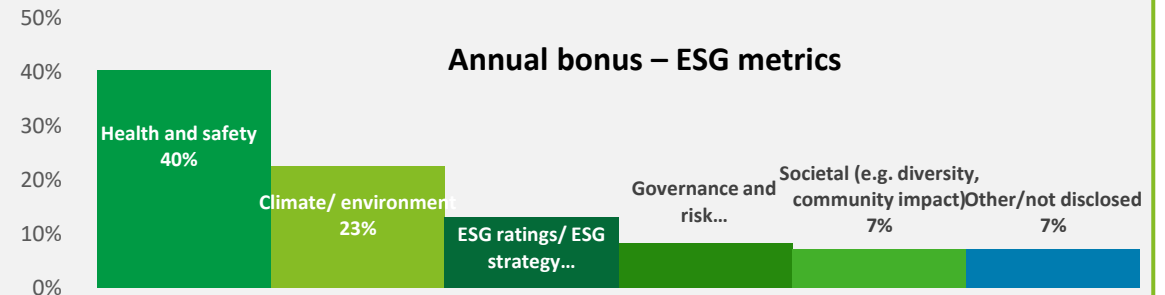 Annual bonus – ESG metrics
50%
40%
30%
20%
10%
0%
Health and safety
40%
Climate/ environment
23%
ESG ratings/ ESG
strategy…
Governance and
risk…
Societal (e.g. diversity,
community impact)
7%
Other/not disclosed
7%